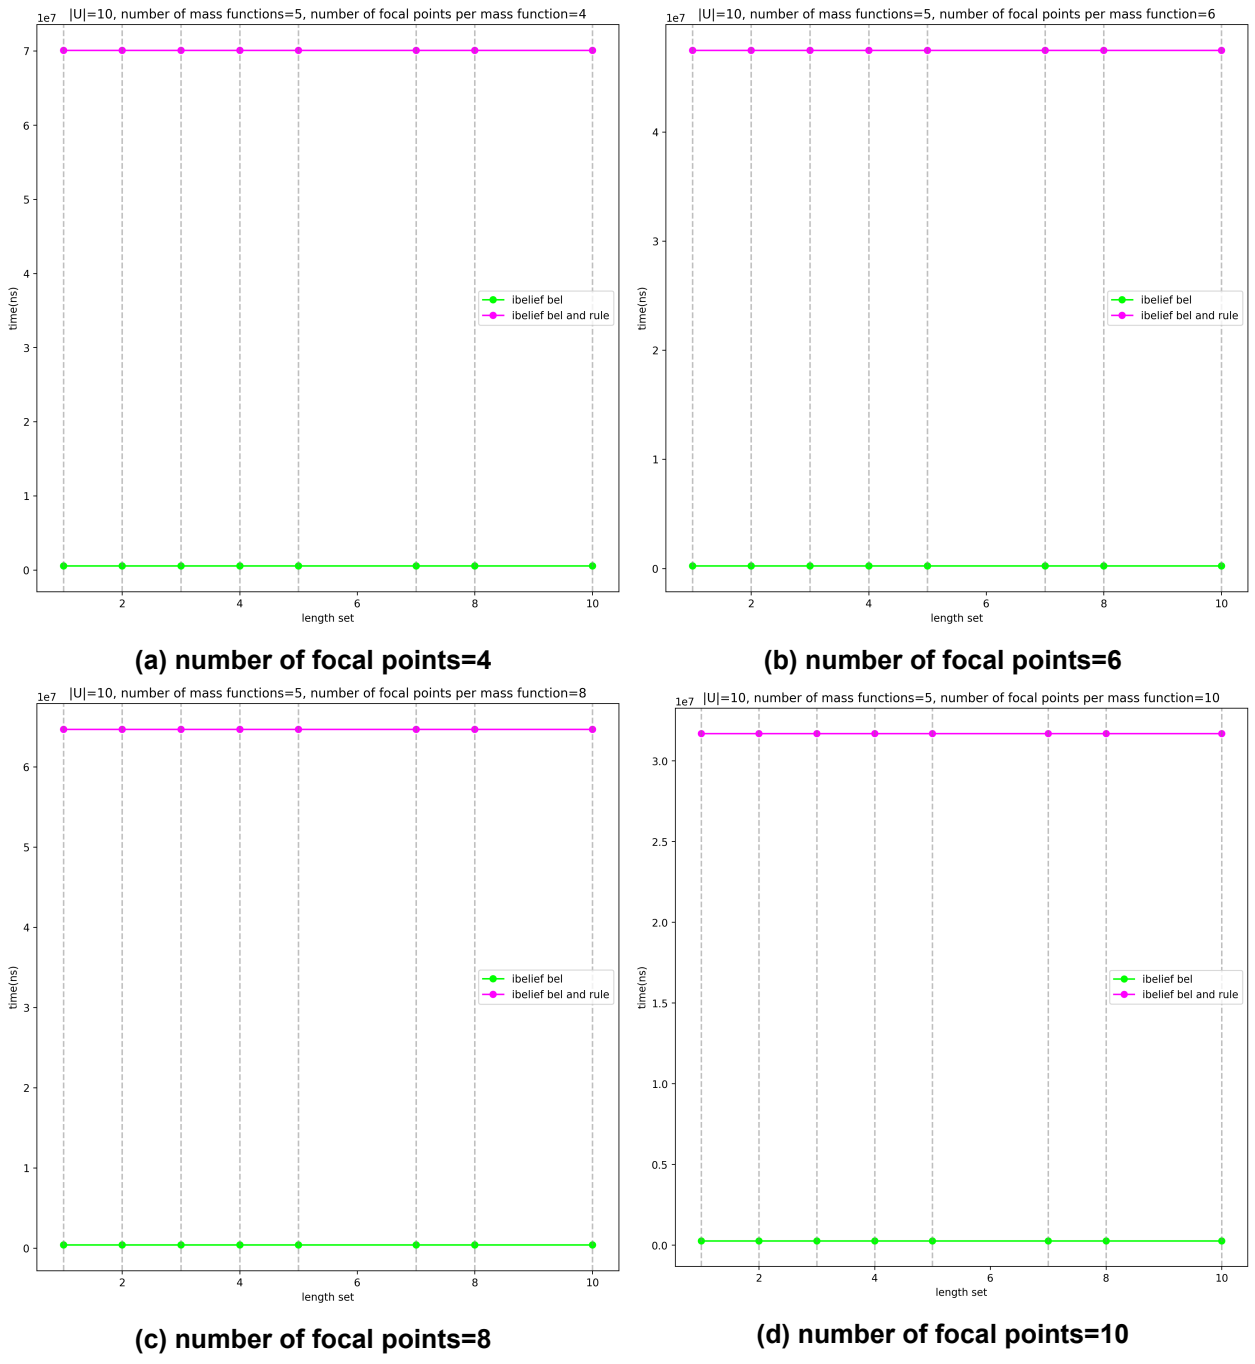 1e7
|U|=10, number of mass functions=5, number of focal points per mass function=4
7
6
5
4
3
2
1
0
time(ns)
ibelief bel
ibelief bel and rule
2 4 6 8 10
length set
(a) number of focal points=4
1e7
|U|=10, number of mass functions=5, number of focal points per mass function=6
4
3
2
1
0
time(ns)
ibelief bel
ibelief bel and rule
2 4 6 8 10
length set
(b) number of focal points=6
1e7
|U|=10, number of mass functions=5, number of focal points per mass function=8
6
5
4
3
2
1
0
time(ns)
ibelief bel
ibelief bel and rule
2 4 6 8 10
length set
(c) number of focal points=8
1e7
|U|=10, number of mass functions=5, number of focal points per mass function=10
3.0
2.5
2.0
1.5
1.0
0.5
0.0
time(ns)
ibelief bel
ibelief bel and rule
2 4 6 8 10
length set
(d) number of focal points=10